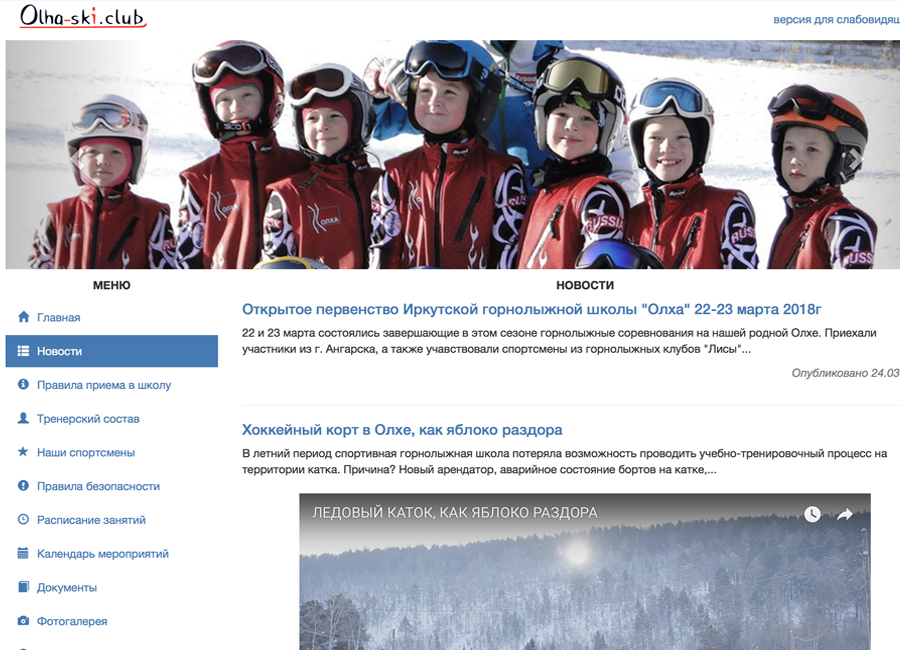 Olha-ski.club
версия для слабовидящ
SCOTT
ОЛХА
ОЛХА
RUSSI
RUSS
МЕНЮ
НОВОСТИ
Главная
Новости
Правила приема в школу
Тренерский состав
Наши спортсмены
Правила безопасности
Расписание занятий
Календарь мероприятий
Документы
Фотогалерея
Открытое первенство Иркутской горнолыжной школы "Олха" 22-23 марта 2018г
22 и 23 марта состоялись завершающие в этом сезоне горнолыжные соревнования на нашей родной Олхе. Приехали
участники из г. Ангарска, а также учавствовали спортсмены из горнолыжных клубов "Лисы"...
Опубликовано 24.03
Хоккейный корт в Олхе, как яблоко раздора
В летний период спортивная горнолыжная школа потеряла возможность проводить учебно-тренировочный процесс на
территории катка. Причина? Новый арендатор, аварийное состояние бортов на катке,...
ЛЕДОВЫЙ КАТОК, КАК ЯБЛОКО РАЗДОРА